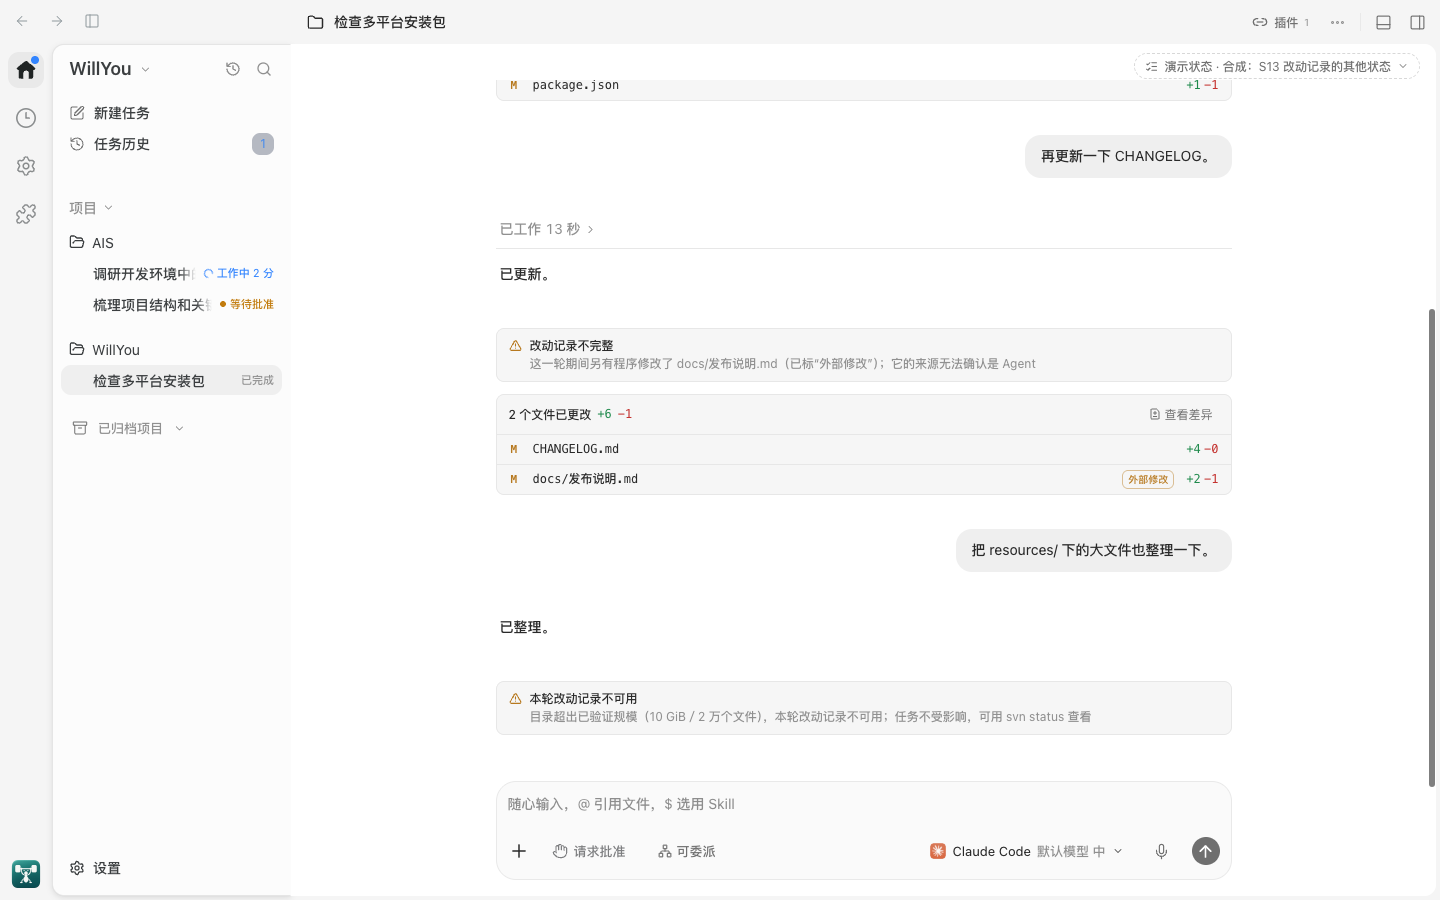 检查多平台安装包
插件 1
WillYou
新建任务
任务历史 1
项目
AIS
调研开发环境中 工作中 2 分
梳理项目结构和关 等待批准
WillYou
检查多平台安装包 已完成
已归档项目
设置
演示状态 · 合成：S13 改动记录的其他状态
M package.json +1 −1
再更新一下 CHANGELOG。
已工作 13 秒
已更新。
改动记录不完整
这一轮期间另有程序修改了 docs/发布说明.md（已标“外部修改”）；它的来源无法确认是 Agent
2 个文件已更改 +6 −1 查看差异
M CHANGELOG.md +4 −0
M docs/发布说明.md 外部修改 +2 −1
把 resources/ 下的大文件也整理一下。
已整理。
本轮改动记录不可用
目录超出已验证规模（10 GiB / 2 万个文件），本轮改动记录不可用；任务不受影响，可用 svn status 查看
随心输入，@ 引用文件，$ 选用 Skill
请求批准 可委派 Claude Code 默认模型 中